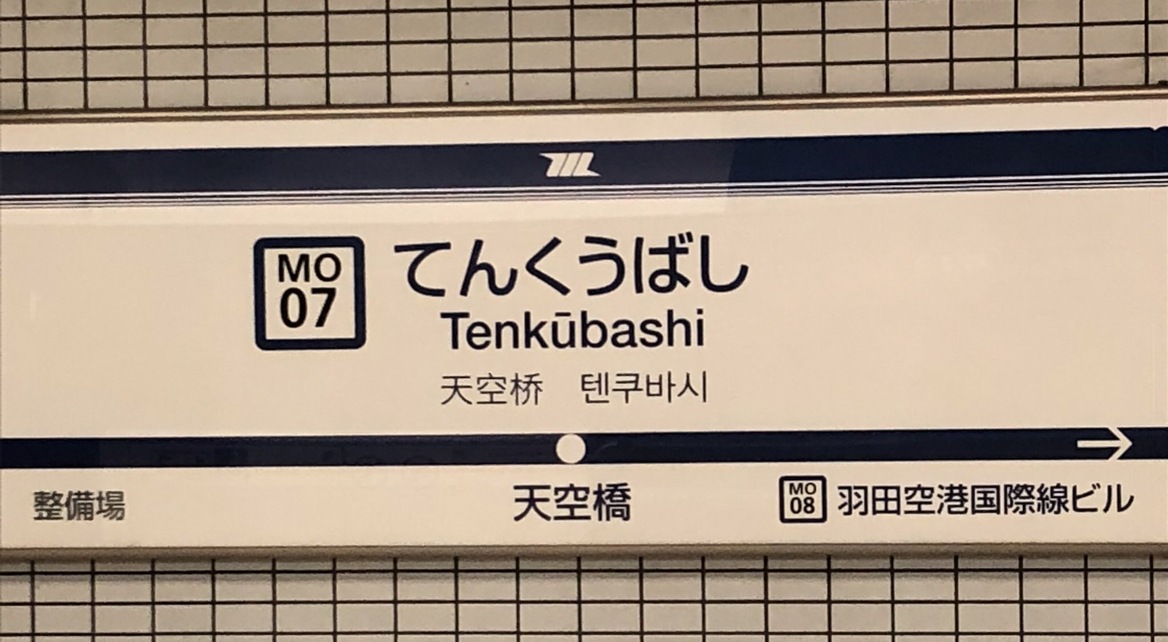 MO
07
てんくうばし
Tenkūbashi
天空桥 텐쿠바시
整備場
天空橋
MO
08
羽田空港国際線ビル